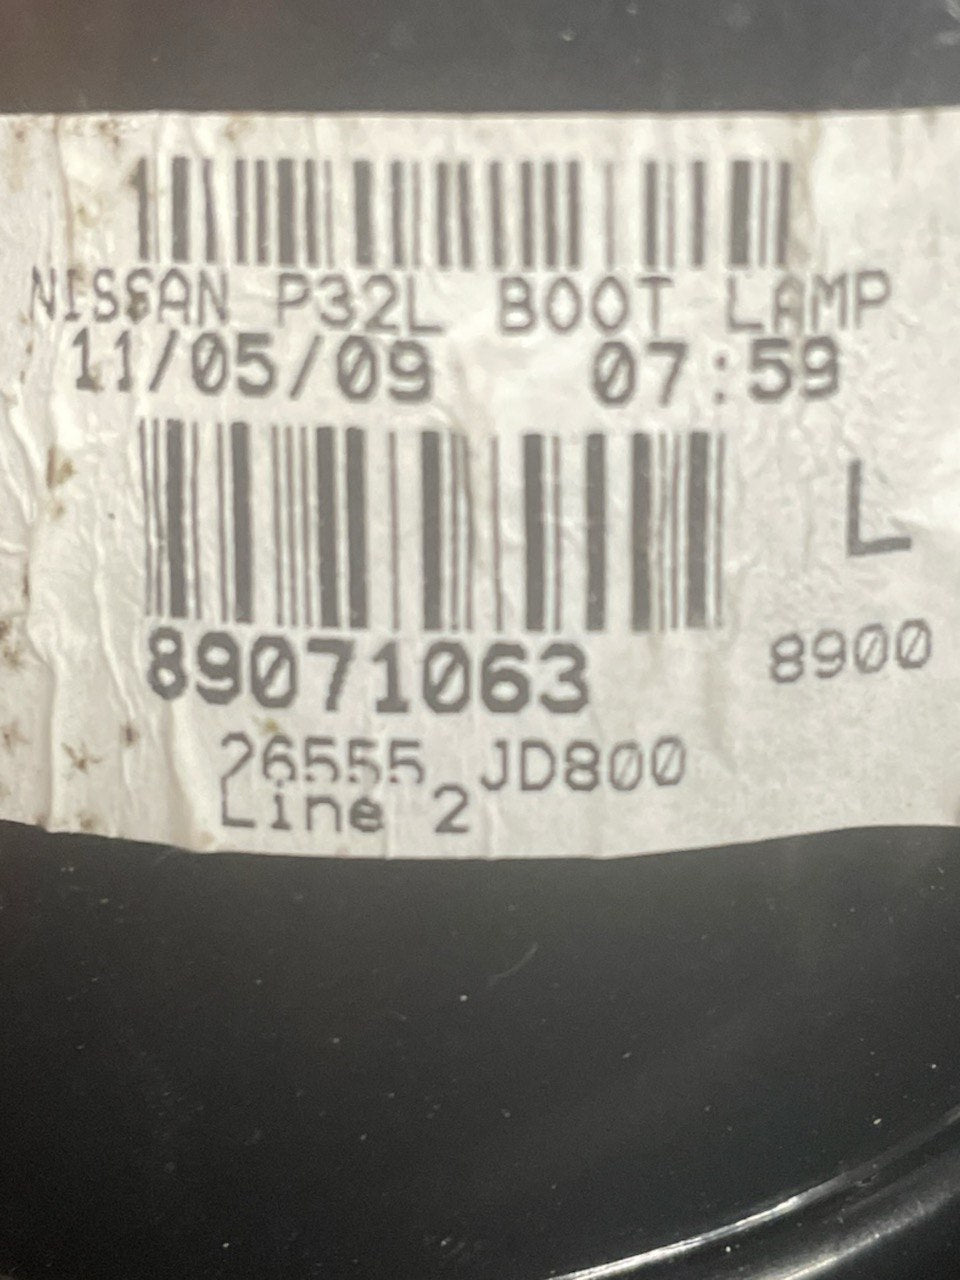 NISSAN P32L BOOT LAMP
11/05/09 07:59
L
89071063 8900
26555 JD800
Line 2